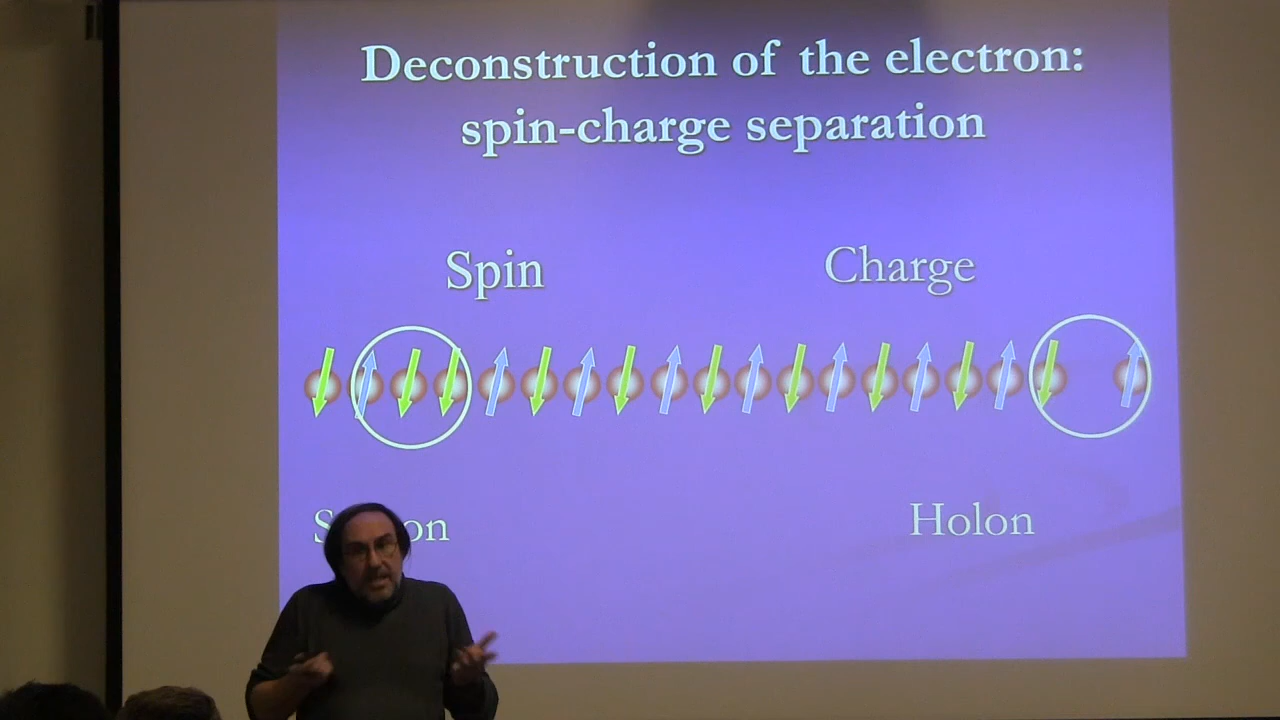 Deconstruction of the electron:
spin-charge separation
Spin Charge
Holon